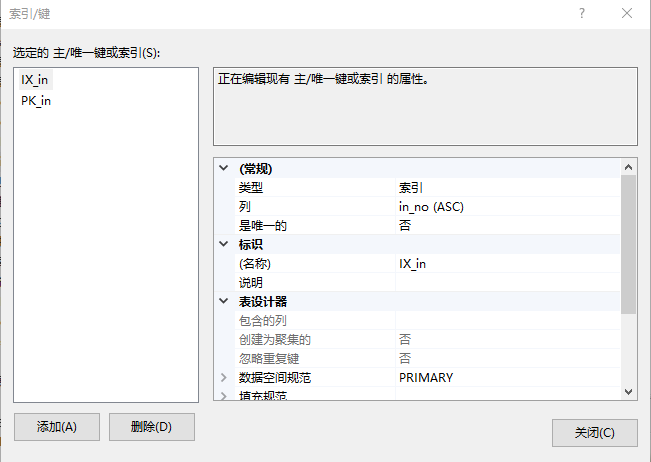 索引/键
选定的 主/唯一键或索引(S):
IX_in
PK_in
正在编辑现有 主/唯一键或索引 的属性。
(常规)
类型 索引
列 in_no (ASC)
是唯一的 否
标识
(名称) IX_in
说明
表设计器
包含的列
创建为聚集的 否
忽略重复键 否
数据空间规范 PRIMARY
填充规范
添加(A) 删除(D)
关闭(C)